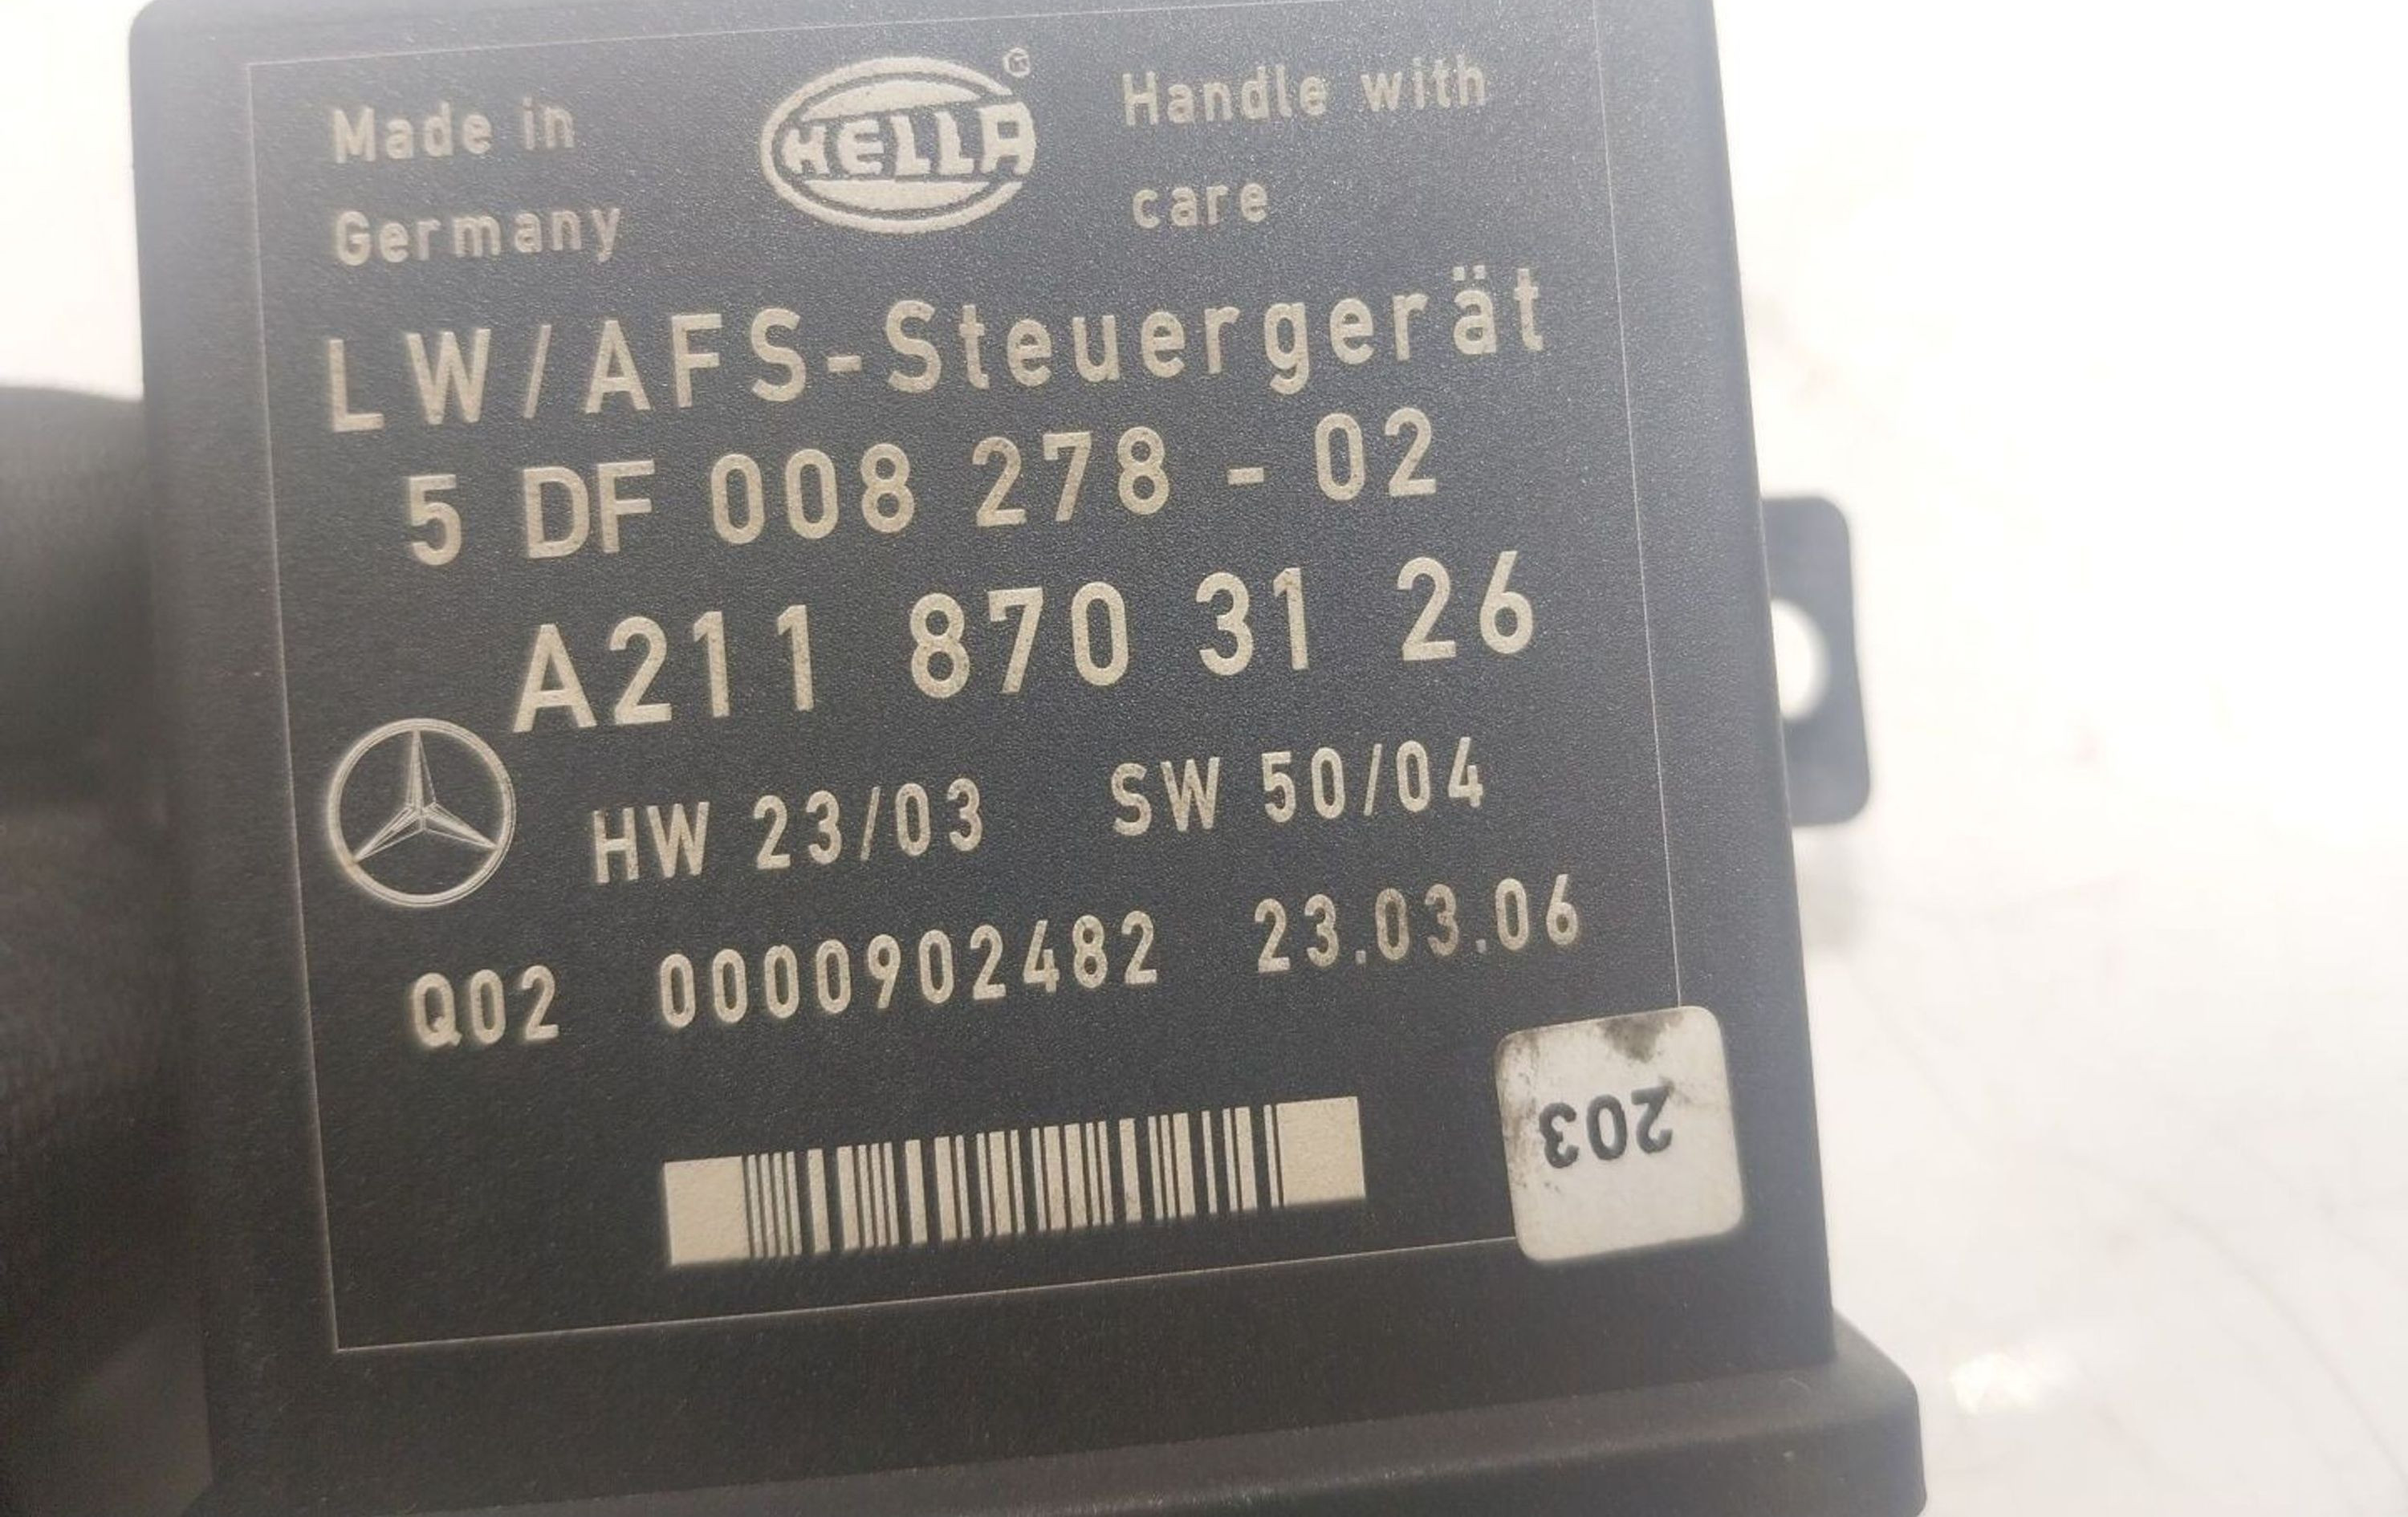 Made in
Germany
HELLA
®
Handle with
care
LW/AFS-Steuergerät
5 DF 008 278 - 02
A211 870 31 26
HW 23/03 SW 50/04
Q02 0000902482 23.03.06
203